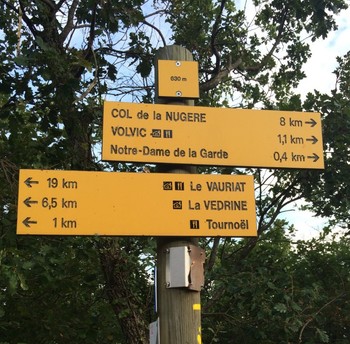 630 m
COL de la NUGERE 8 km →
VOLVIC 1,1 km →
Notre-Dame de la Garde 0,4 km →
← 19 km Le VAURIAT
← 6,5 km La VEDRINE
← 1 km Tournoël